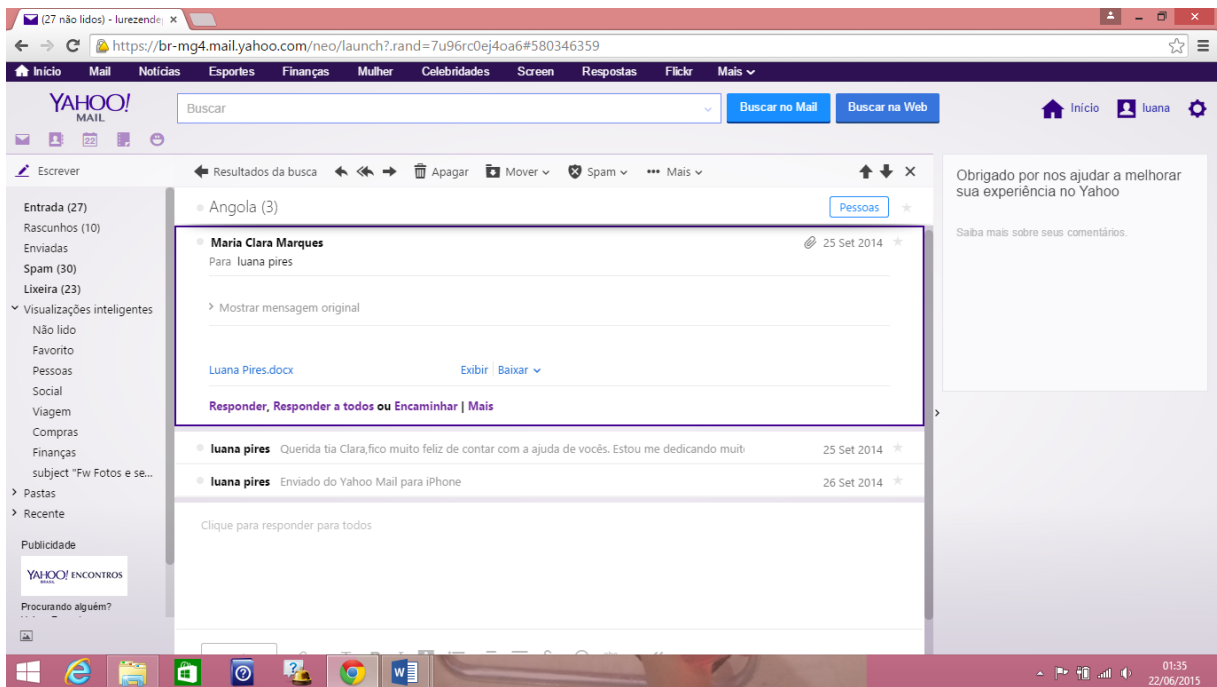 (27 não lidos) - lurezende
https://br-mg4.mail.yahoo.com/neo/launch?.rand=7u96rc0ej4oa6#580346359
Início Mail Notícias Esportes Finanças Mulher Celebridades Screen Respostas Flickr Mais
YAHOO!
MAIL
Buscar
Buscar no Mail Buscar na Web
Início luana
22
Escrever
Resultados da busca Apagar Mover Spam ••• Mais
Entrada (27)
Rascunhos (10)
Enviadas
Spam (30)
Lixeira (23)
Visualizações inteligentes
Não lido
Favorito
Pessoas
Social
Viagem
Compras
Finanças
subject "Fw Fotos e se...
Pastas
Recente
Publicidade
YAHOO! ENCONTROS
Procurando alguém?
Angola (3) Pessoas
Maria Clara Marques 25 Set 2014
Para luana pires
Mostrar mensagem original
Luana Pires.docx Exibir | Baixar
Responder, Responder a todos ou Encaminhar | Mais
luana pires Querida tia Clara,fico muito feliz de contar com a ajuda de vocês. Estou me dedicando muit 25 Set 2014
luana pires Enviado do Yahoo Mail para iPhone 26 Set 2014
Clique para responder para todos
Obrigado por nos ajudar a melhorar
sua experiência no Yahoo
Saiba mais sobre seus comentários.
01:35
22/06/2015